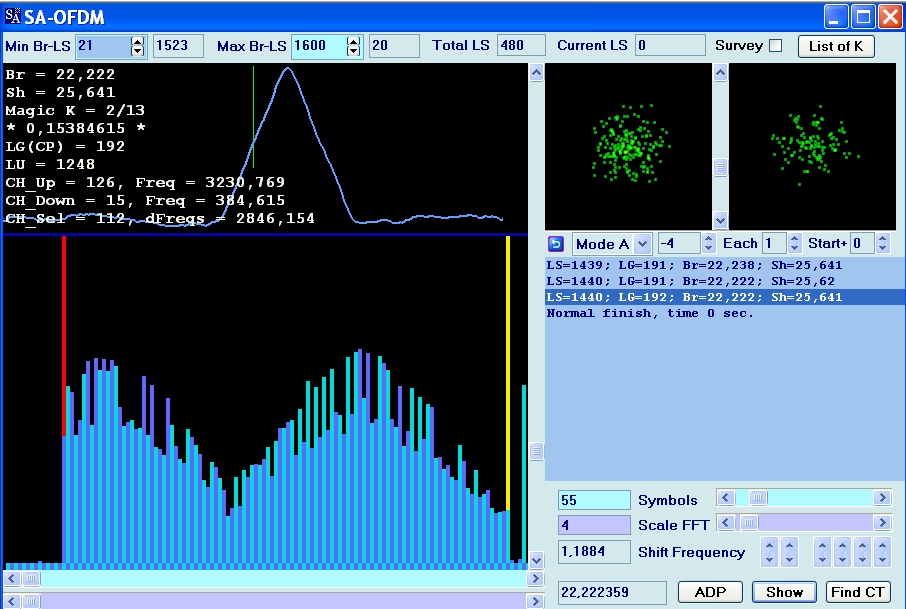 SA SA-OFDM
Min Br-LS 21 1523 Max Br-LS 1600 20 Total LS 480 Current LS 0 Survey List of K
Br = 22,222
Sh = 25,641
Magic K = 2/13
* 0,15384615 *
LG(CP) = 192
LU = 1248
CH_Up = 126, Freq = 3230,769
CH_Down = 15, Freq = 384,615
CH_Sel = 112, dFreqs = 2846,154
Mode A -4 Each 1 Start+ 0
LS=1439; LG=191; Br=22,238; Sh=25,641
LS=1440; LG=191; Br=22,222; Sh=25,62
LS=1440; LG=192; Br=22,222; Sh=25,641
Normal finish, time 0 sec.
55 Symbols
4 Scale FFT
1,1884 Shift Frequency
22,222359 ADP Show Find CT